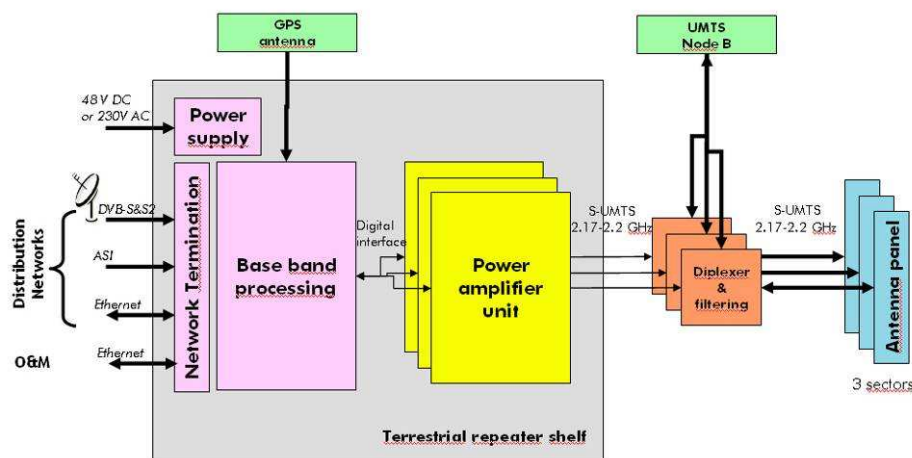 GPS
antenna
UMTS
Node B
48V DC
or 230V AC
Power
supply
Distribution
Networks
DVB-S&S2
ASI
Ethernet
O&M
Ethernet
Network Termination
Base band
processing
Digital
interface
Power
amplifier
unit
S-UMTS
2.17-2.2 GHz
Diplexer
&
filtering
S-UMTS
2.17-2.2 GHz
Antenna panel
3 sectors
Terrestrial repeater shelf